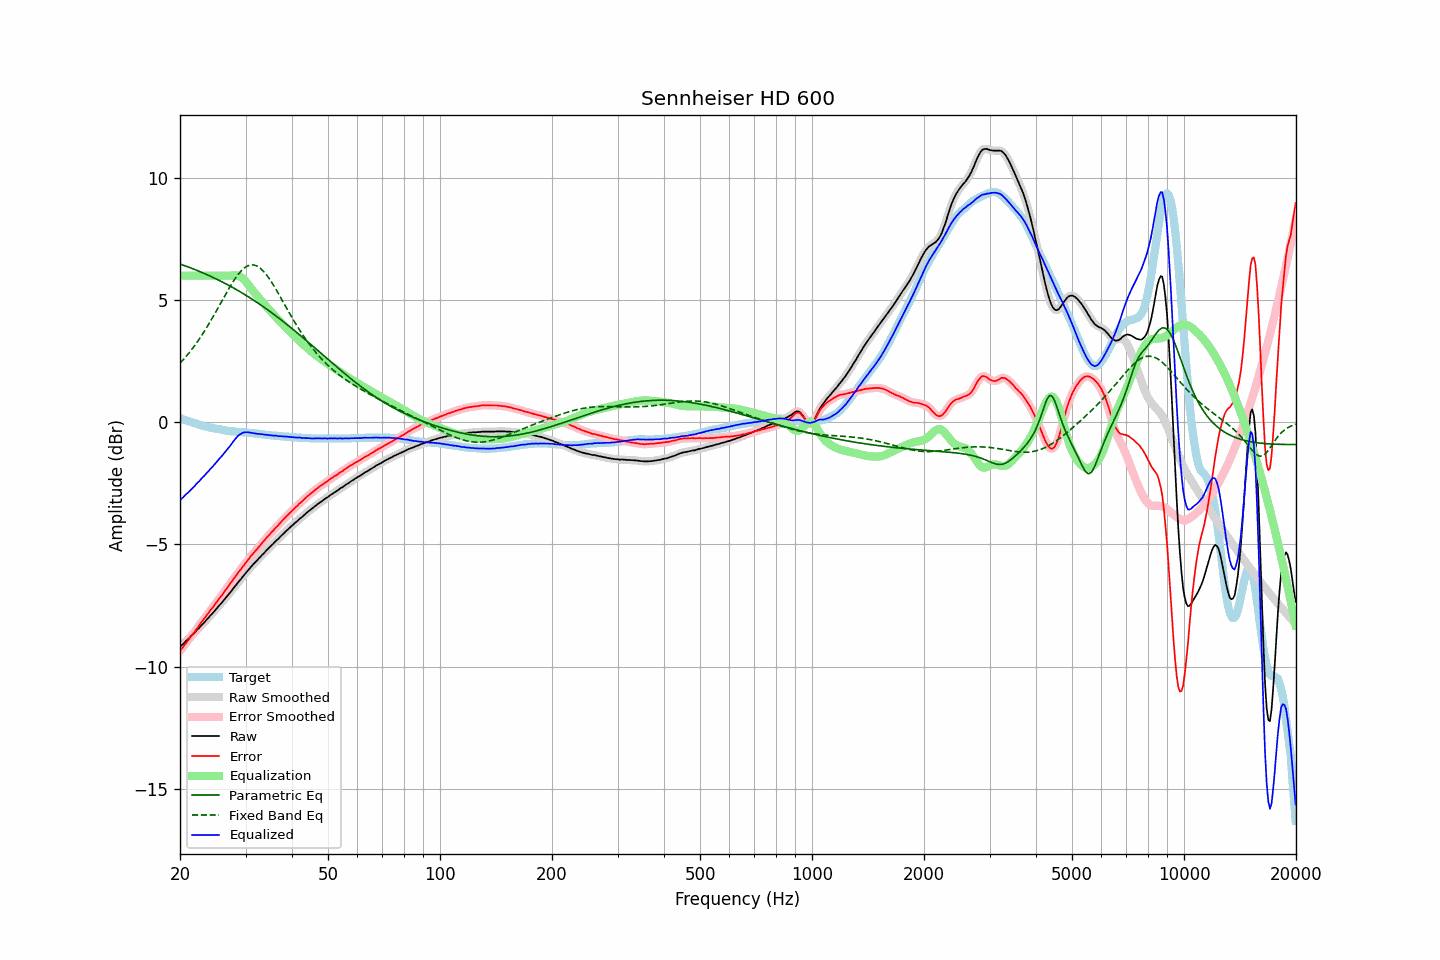 Sennheiser HD 600
Amplitude (dBr)
10
5
0
−5
−10
−15
Target
Raw Smoothed
Error Smoothed
Raw
Error
Equalization
Parametric Eq
Fixed Band Eq
Equalized
20
50
100
200
500
1000
2000
5000
10000
20000
Frequency (Hz)